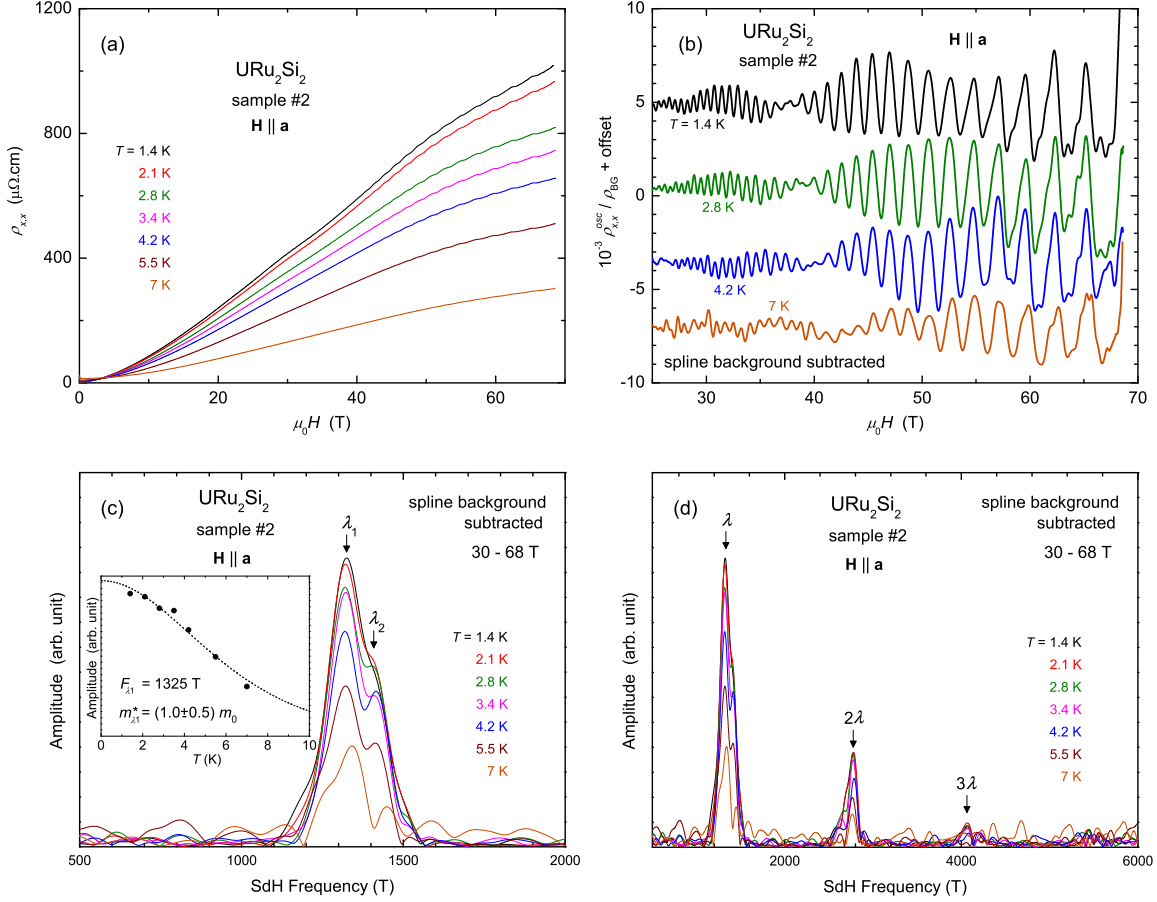 (a)
URu2Si2
sample #2
H || a
T = 1.4 K
2.1 K
2.8 K
3.4 K
4.2 K
5.5 K
7 K
1200
800
400
0
0 20 40 60
ρx,x (μΩ.cm)
μ0H (T)
(b)
URu2Si2
sample #2
H || a
T = 1.4 K
2.8 K
4.2 K
7 K
spline background subtracted
10
5
0
-5
-10
30 40 50 60 70
10-3 ρx,xosc / ρBG + offset
μ0H (T)
(c)
URu2Si2
sample #2
H || a
spline background
subtracted
30 - 68 T
λ1
λ2
T = 1.4 K
2.1 K
2.8 K
3.4 K
4.2 K
5.5 K
7 K
Amplitude (arb. unit)
Fλ1 = 1325 T
m*λ1 = (1.0±0.5) m0
0 2 4 6 8 10
T (K)
Amplitude (arb. unit)
500 1000 1500 2000
SdH Frequency (T)
(d)
URu2Si2
sample #2
H || a
spline background
subtracted
30 - 68 T
λ
2λ
3λ
T = 1.4 K
2.1 K
2.8 K
3.4 K
4.2 K
5.5 K
7 K
Amplitude (arb. unit)
2000 4000 6000
SdH Frequency (T)